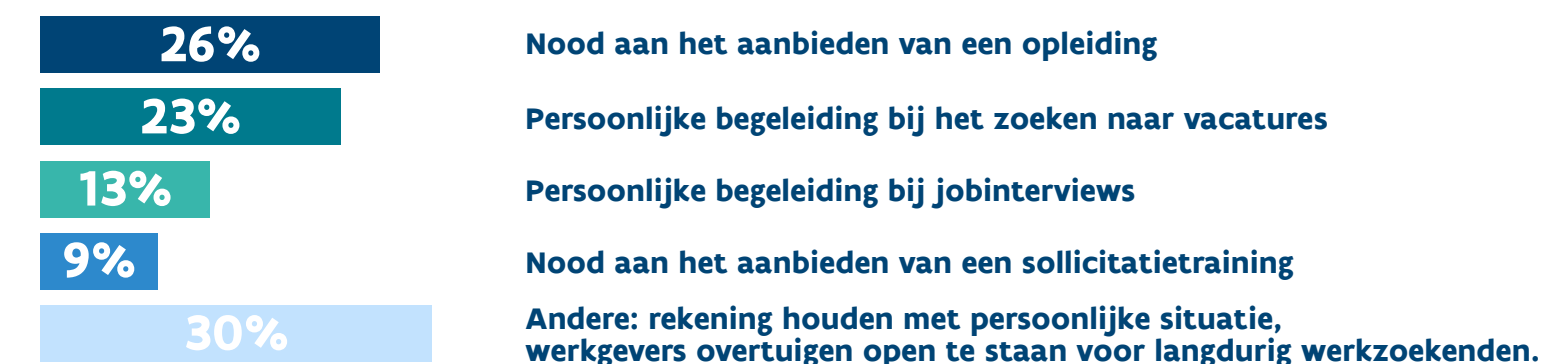 26% Nood aan het aanbieden van een opleiding
23% Persoonlijke begeleiding bij het zoeken naar vacatures
13% Persoonlijke begeleiding bij jobinterviews
9% Nood aan het aanbieden van een sollicitatietraining
30% Andere: rekening houden met persoonlijke situatie,
werkgevers overtuigen open te staan voor langdurig werkzoekenden.